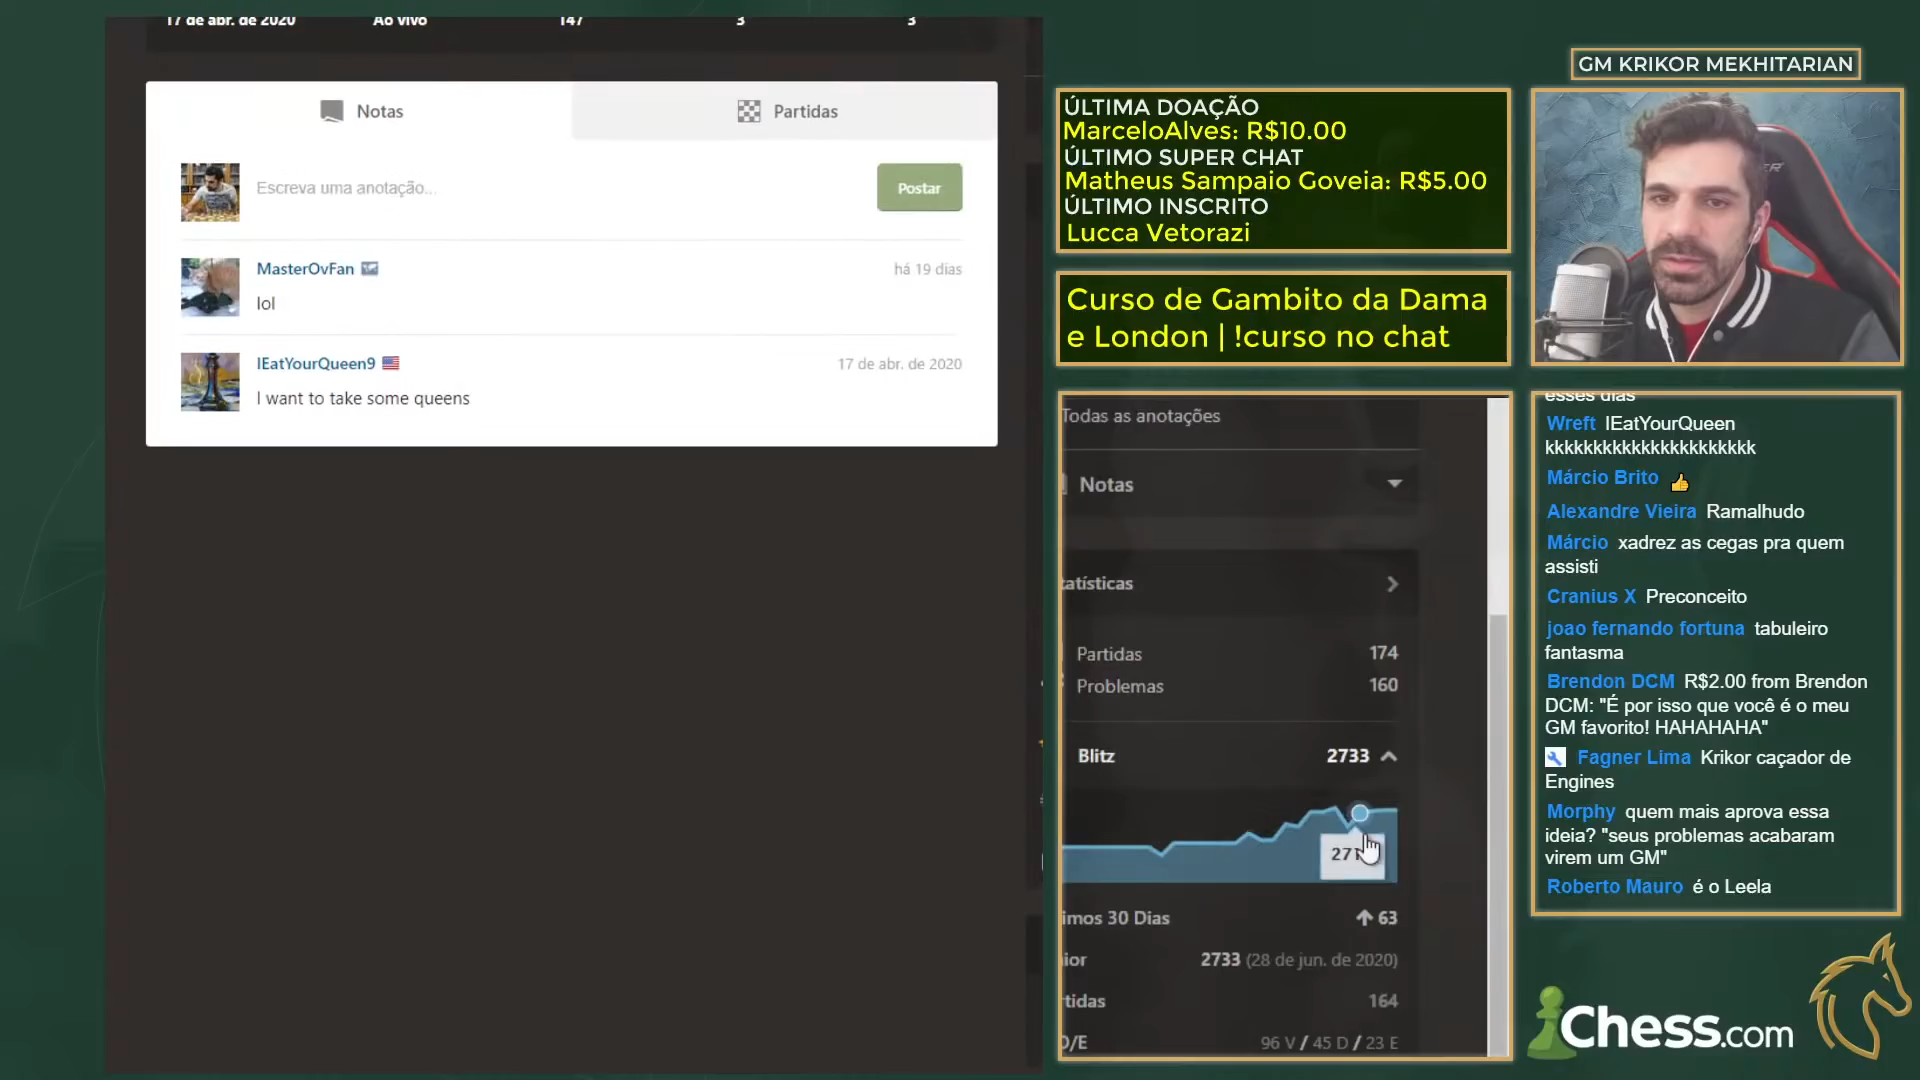 17 de abr. de 2020 Ao vivo 147 3 3
Notas
Partidas
Escreva uma anotação...
Postar
MasterOvFan
há 19 dias
lol
IEatYourQueen9
17 de abr. de 2020
I want to take some queens
ÚLTIMA DOAÇÃO
MarceloAlves: R$10.00
ÚLTIMO SUPER CHAT
Matheus Sampaio Goveia: R$5.00
ÚLTIMO INSCRITO
Lucca Vetorazi
Curso de Gambito da Dama
e London | !curso no chat
GM KRIKOR MEKHITARIAN
Todas as anotações
Notas
tatísticas
Partidas 174
Problemas 160
Blitz 2733
271
imos 30 Dias 63
ior 2733 (28 de jun. de 2020)
tidas 164
D/E 96 V / 45 D / 23 E
esses dias
Wreft IEatYourQueen
kkkkkkkkkkkkkkkkkkkkkk
Márcio Brito
Alexandre Vieira Ramalhudo
Márcio xadrez as cegas pra quem
assisti
Cranius X Preconceito
joao fernando fortuna tabuleiro
fantasma
Brendon DCM R$2.00 from Brendon
DCM: "É por isso que você é o meu
GM favorito! HAHAHAHA"
Fagner Lima Krikor caçador de
Engines
Morphy quem mais aprova essa
ideia? "seus problemas acabaram
virem um GM"
Roberto Mauro é o Leela
Chess.com